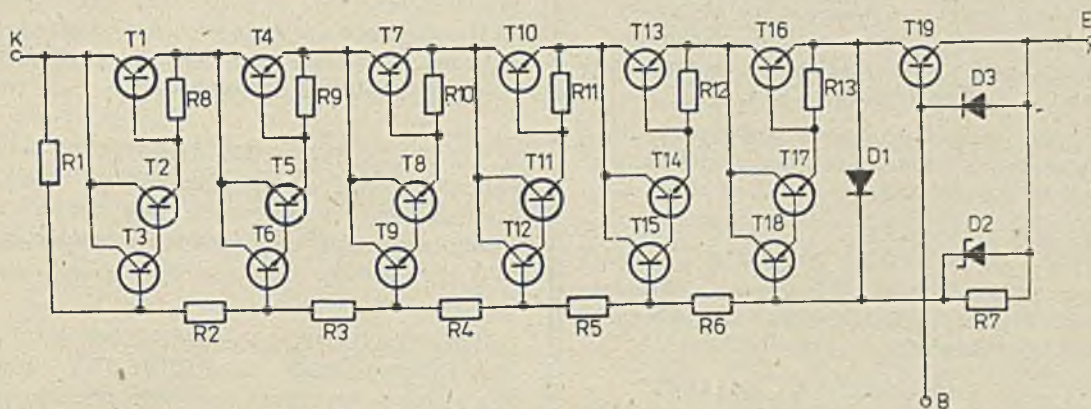 K T1 T4 T7 T10 T13 T16 T19 E
R8 R9 R10 R11 R12 R13 D3
R1 T2 T5 T8 T11 T14 T17 D1
T3 T6 T9 T12 T15 T18 D2
R2 R3 R4 R5 R6 R7
B